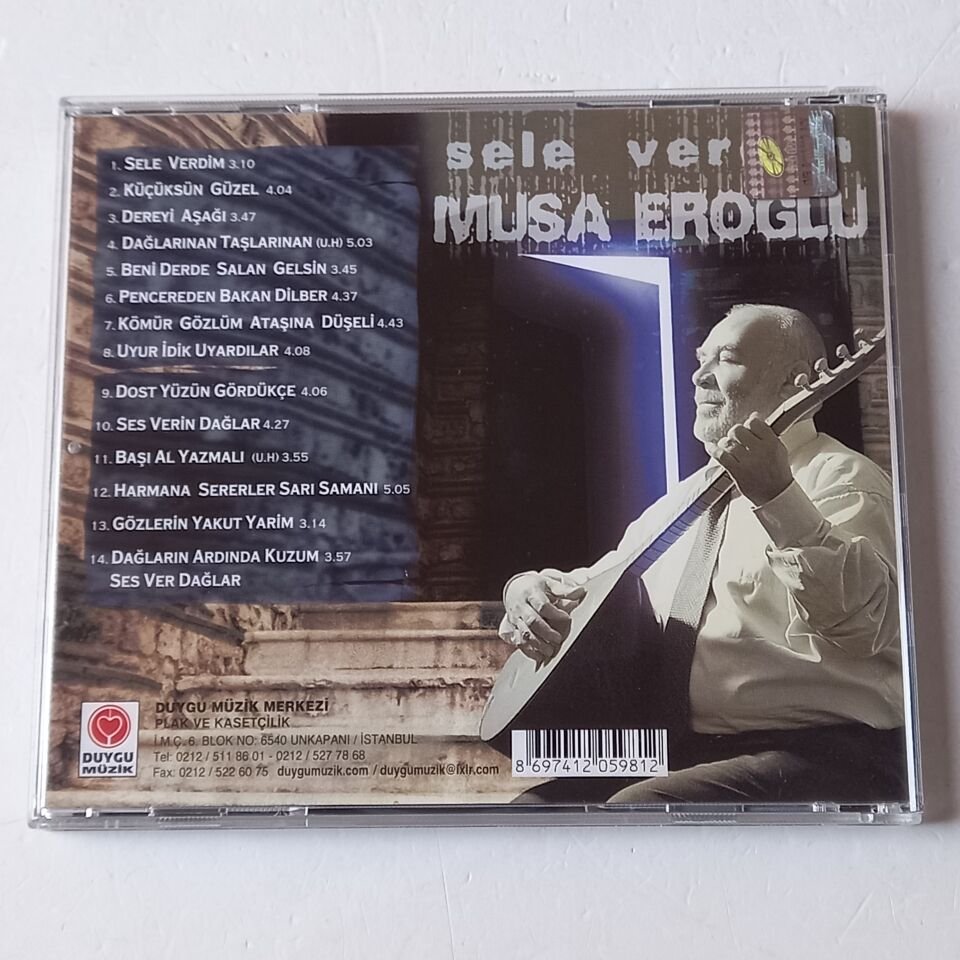 sele ver
MUSA EROĞLU
1. SELE VERDİM 3.10
2. KÜÇÜKSÜN GÜZEL 4.04
3. DEREYİ AŞAĞI 3.47
4. DAĞLARINAN TAŞLARINAN (U.H) 5.03
5. BENİ DERDE SALAN GELSİN 3.45
6. PENCEREDEN BAKAN DİLBER 4.37
7. KÖMÜR GÖZLÜM ATAŞINA DÜŞELİ 4.43
8. UYUR İDİK UYARDILAR 4.08
9. DOST YÜZÜN GÖRDÜKÇE 4.06
10. SES VERİN DAĞLAR 4.27
11. BAŞI AL YAZMALI (U.H) 3.55
12. HARMANA SERERLER SARI SAMANI 5.05
13. GÖZLERİN YAKUT YARİM 3.14
14. DAĞLARIN ARDINDA KUZUM 3.57
SES VER DAĞLAR
DUYGU
MÜZİK
DUYGU MÜZİK MERKEZİ
PLAK VE KASETÇİLİK
İ.M.Ç. 6. BLOK NO: 6540 UNKAPANI / İSTANBUL
Tel: 0212 / 511 86 01 - 0212 / 527 78 68
Fax: 0212 / 522 60 75 duygumuzik.com / duygumuzik@ixir.com
8 697412 059812